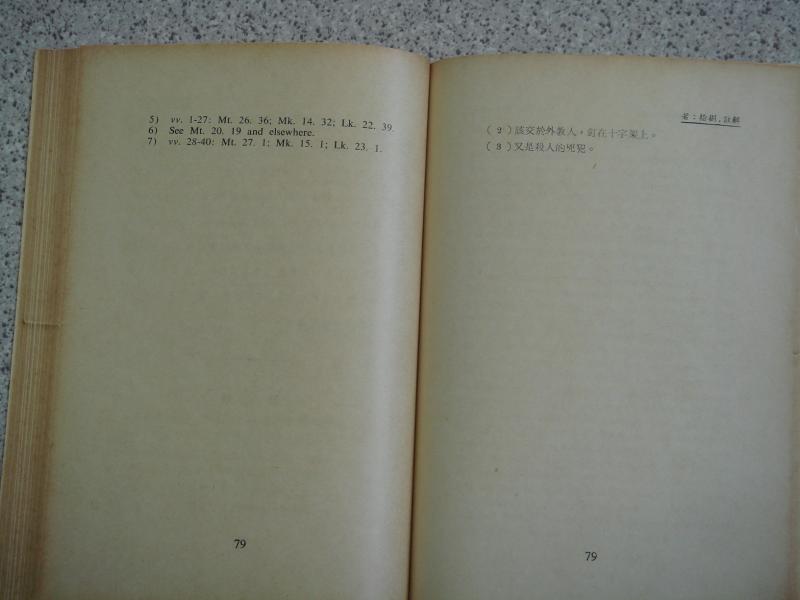 5) vv. 1-27: Mt. 26. 36; Mk. 14. 32; Lk. 22. 39.
6) See Mt. 20. 19 and elsewhere.
7) vv. 28-40: Mt. 27. 1; Mk. 15. 1; Lk. 23. 1.
79
註解
(2)該交於外教人,釘在十字架上。
(3)又是殺人的兇犯。
79